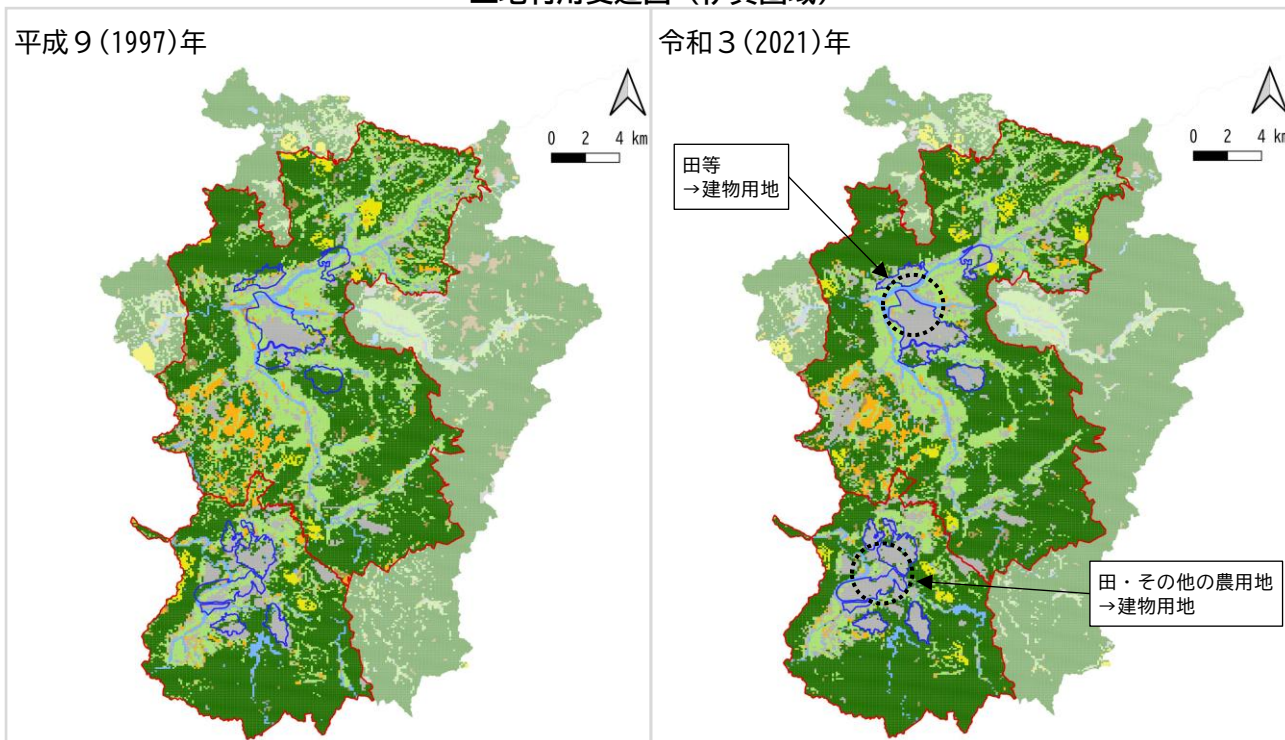 平成９(1997)年
令和３(2021)年
0 2 4 km
0 2 4 km
田等
→建物用地
田・その他の農用地
→建物用地